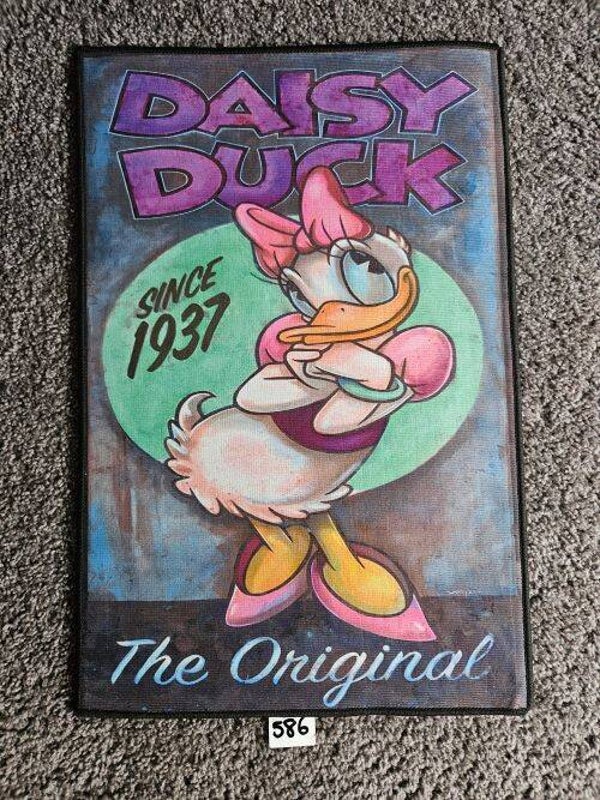 DAISY
DUCK
SINCE
1937
The Original
586